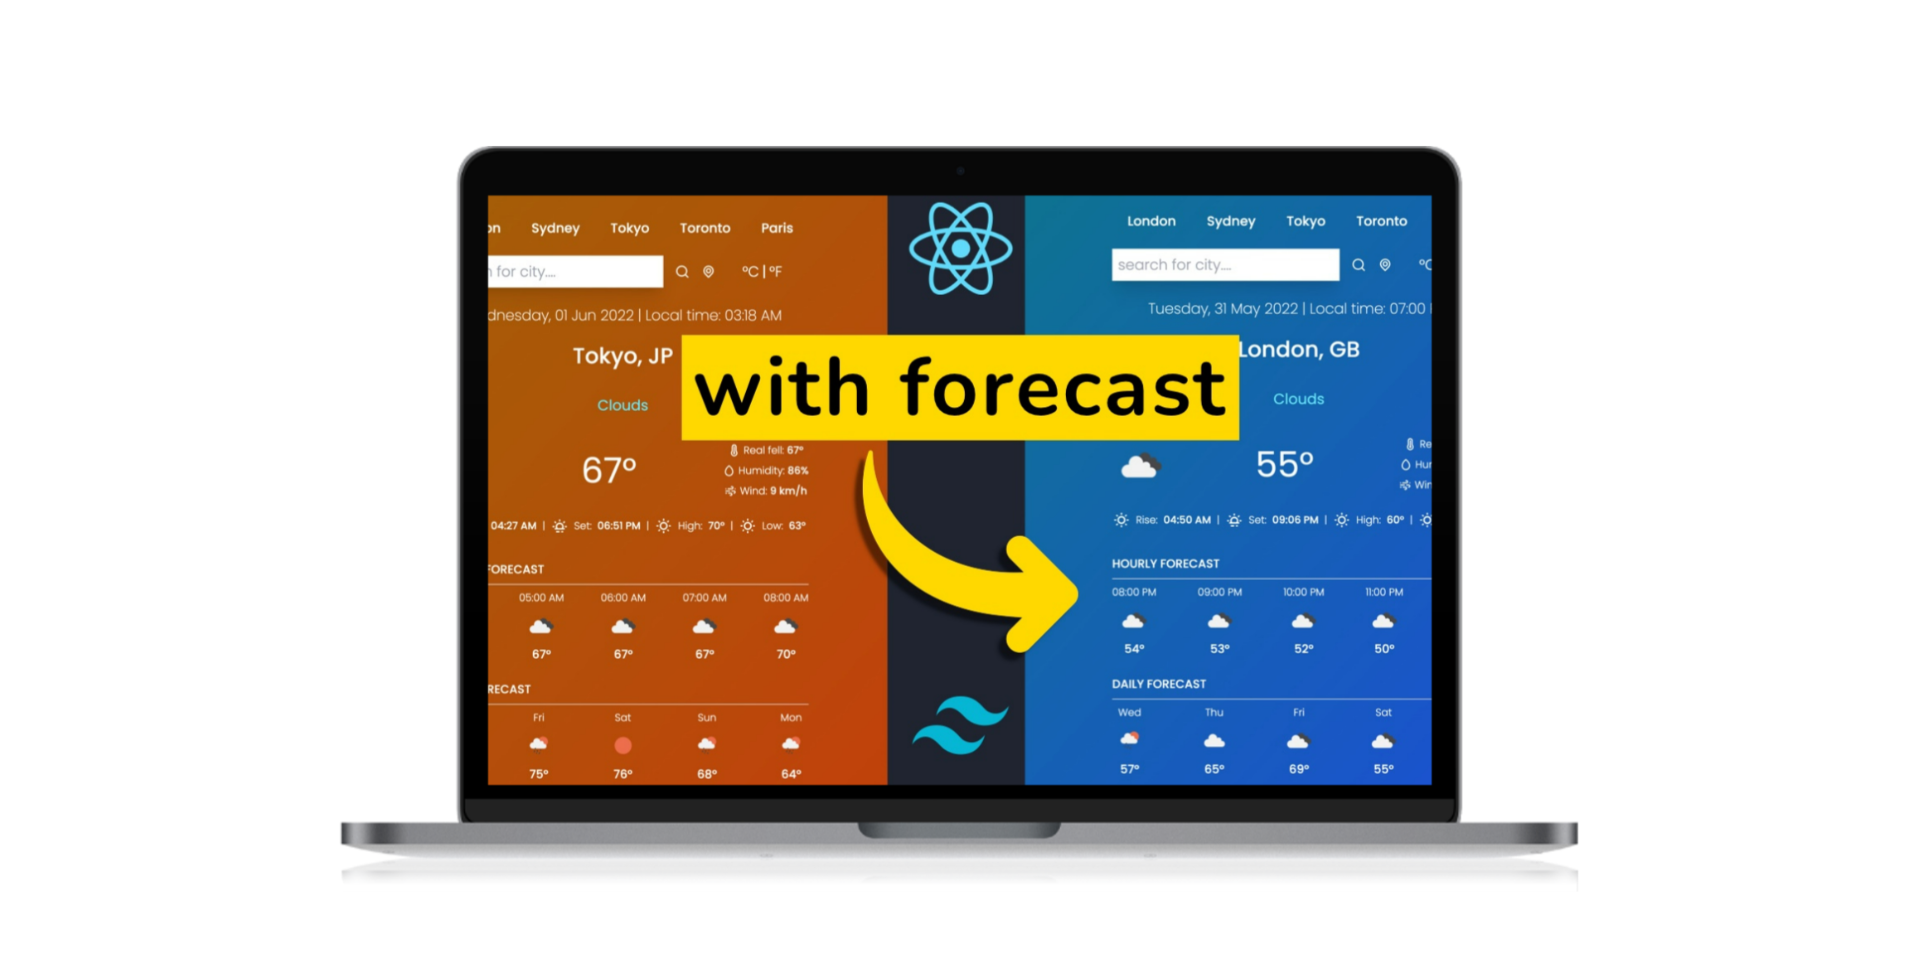 on Sydney Tokyo Toronto Paris
for city....
°C | °F
dnesday, 01 Jun 2022 | Local time: 03:18 AM
Tokyo, JP
Clouds
67°
Real fell: 67°
Humidity: 86%
Wind: 9 km/h
04:27 AM | Set: 06:51 PM | High: 70° | Low: 63°
FORECAST
05:00 AM 06:00 AM 07:00 AM 08:00 AM
67° 67° 67° 70°
RECAST
Fri Sat Sun Mon
75° 76° 68° 64°
with forecast
London Sydney Tokyo Toronto
search for city....
°C
Tuesday, 31 May 2022 | Local time: 07:00
London, GB
Clouds
55°
Re
Hur
Win
Rise: 04:50 AM | Set: 09:06 PM | High: 60° |
HOURLY FORECAST
08:00 PM 09:00 PM 10:00 PM 11:00 PM
54° 53° 52° 50°
DAILY FORECAST
Wed Thu Fri Sat
57° 65° 69° 55°